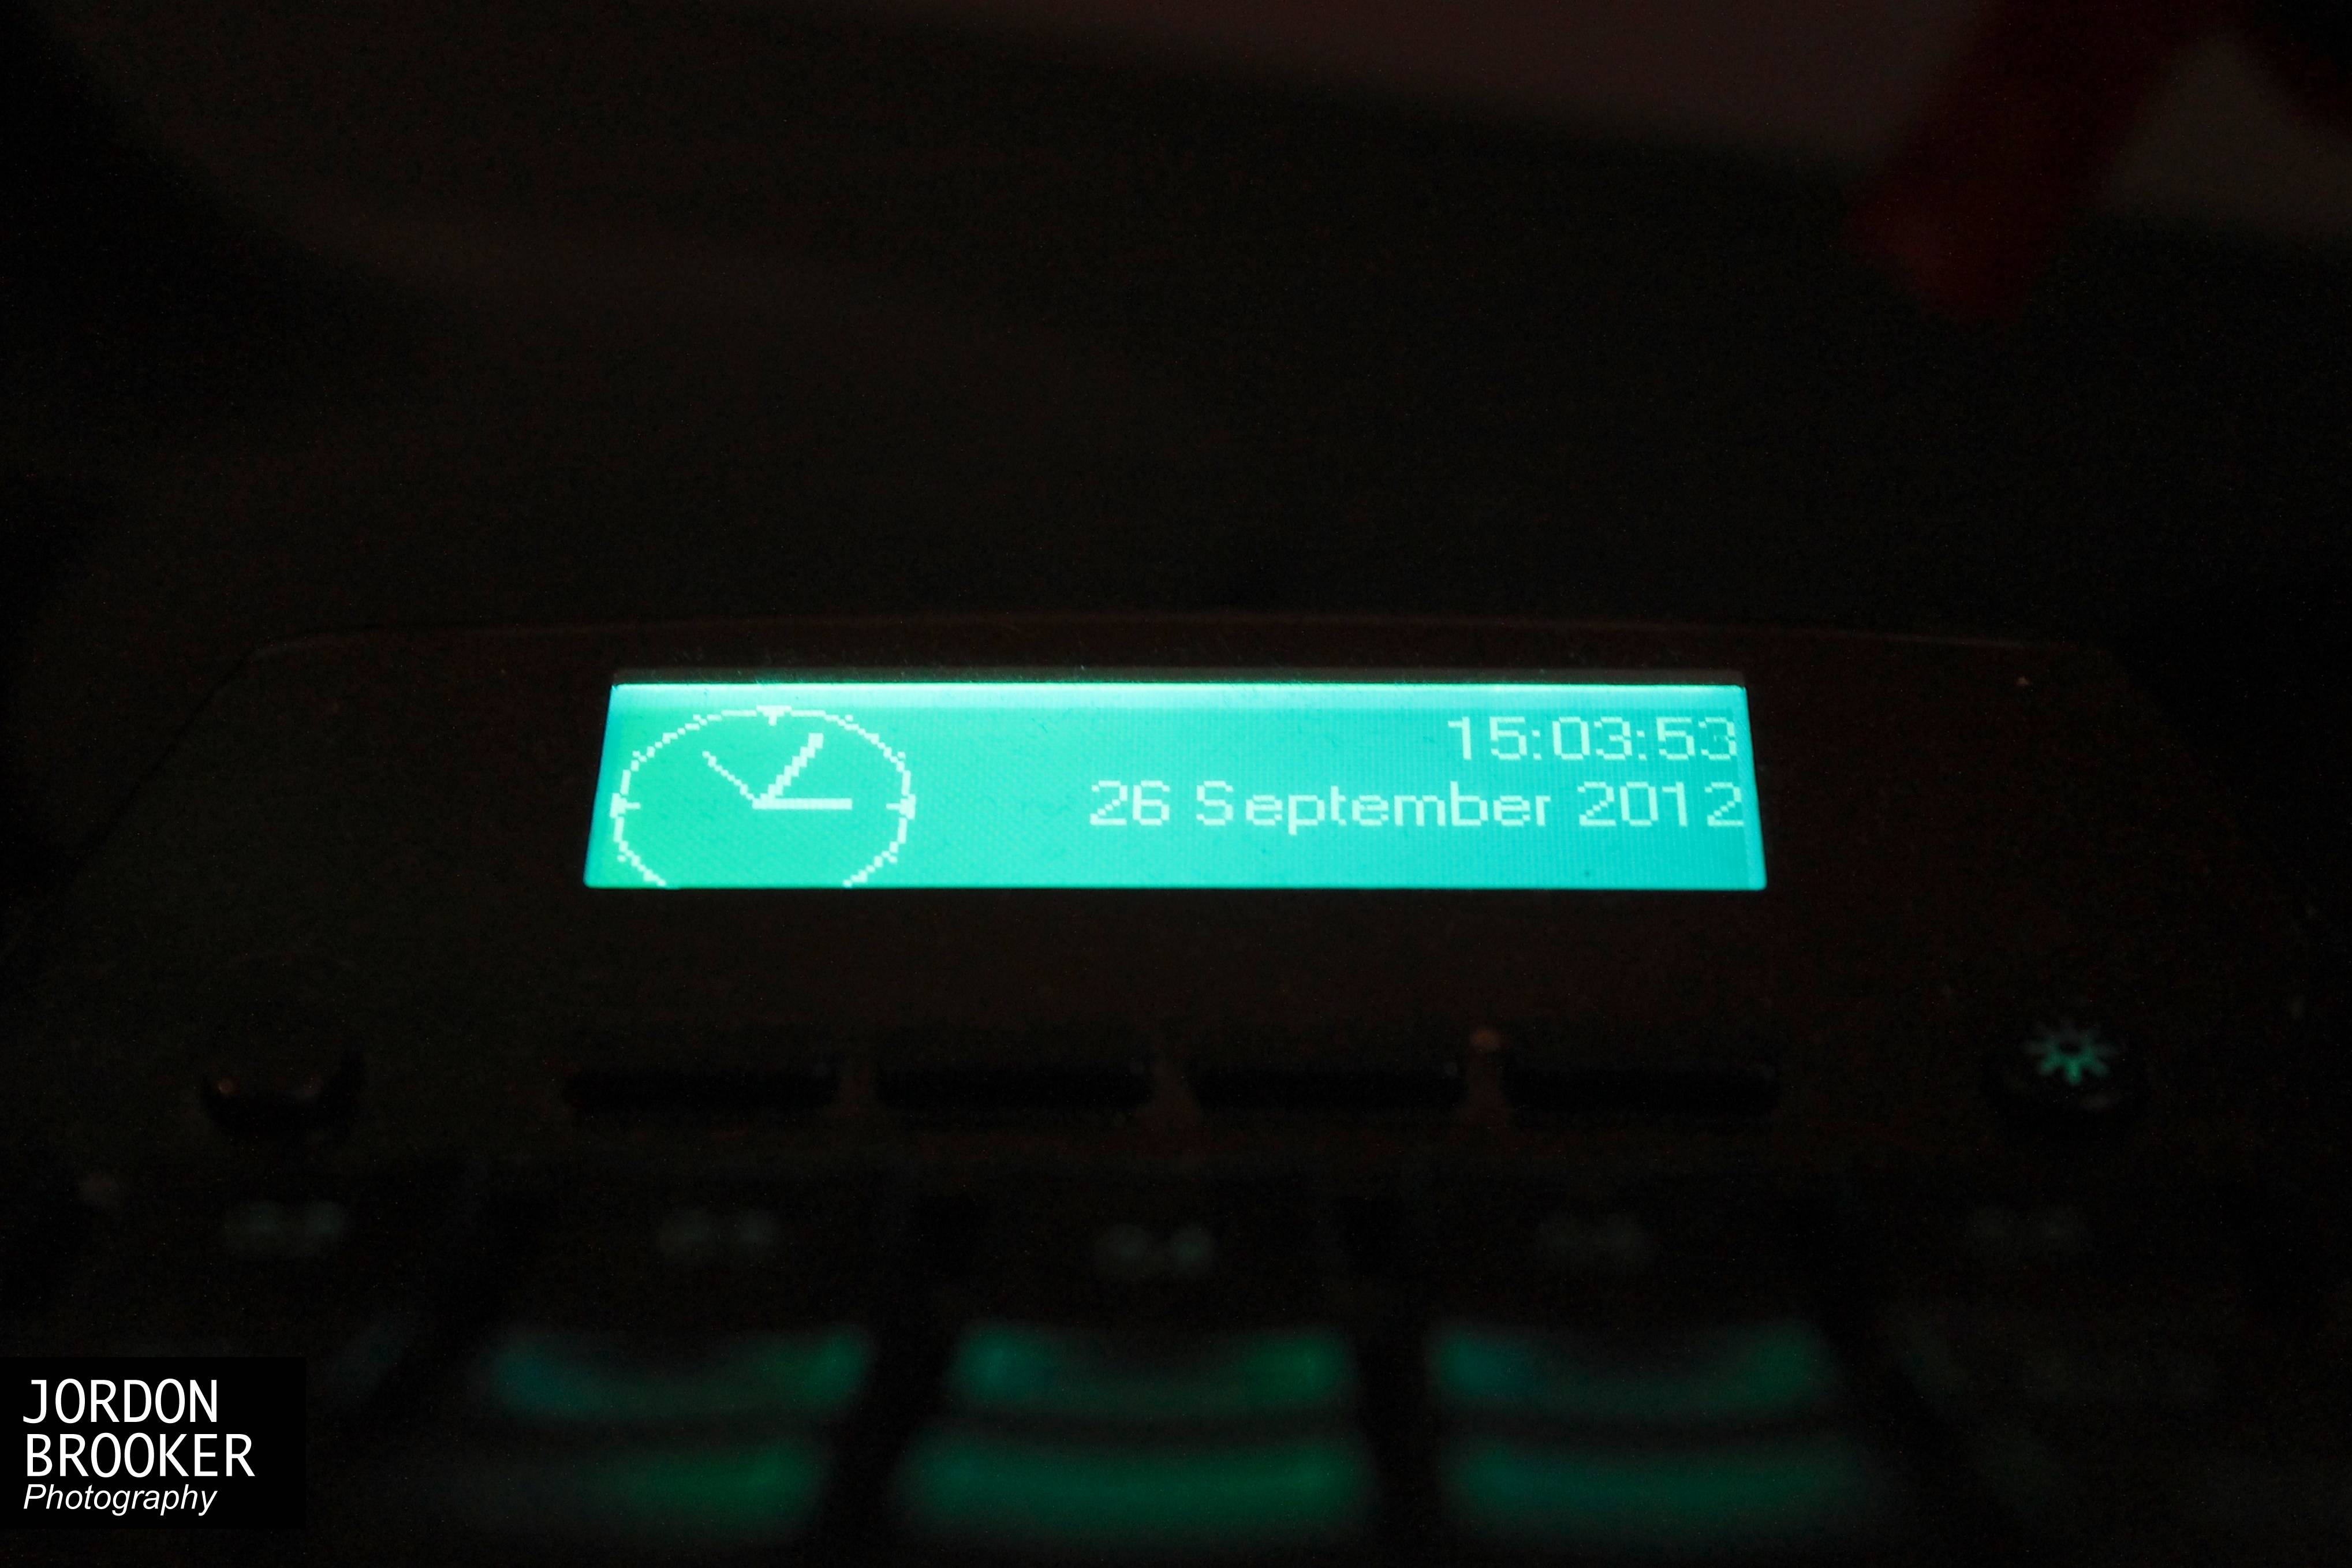 15:03:53
26 September 2012
JORDON
BROOKER
Photography